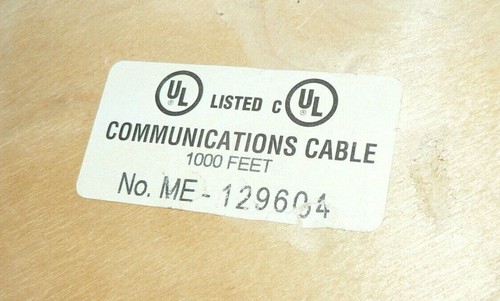 UL LISTED C UL
COMMUNICATIONS CABLE
1000 FEET
No. ME-129604